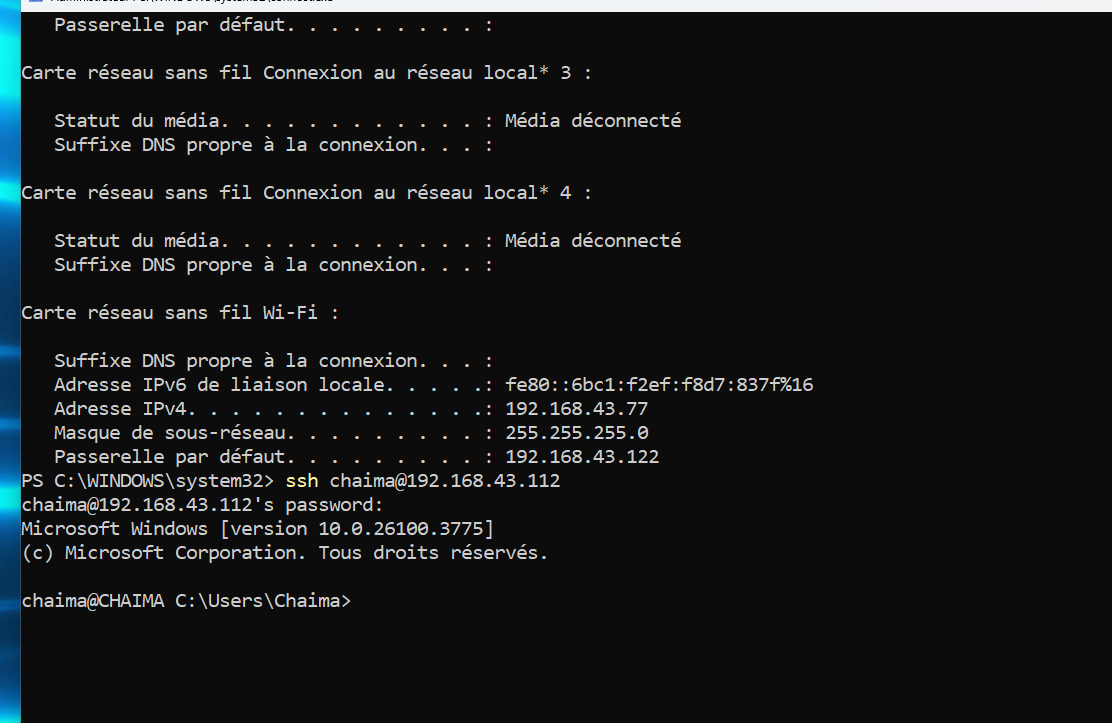 Passerelle par défaut. . . . . . . . . :
Carte réseau sans fil Connexion au réseau local* 3 :
Statut du média. . . . . . . . . . . . : Média déconnecté
Suffixe DNS propre à la connexion. . . :
Carte réseau sans fil Connexion au réseau local* 4 :
Statut du média. . . . . . . . . . . . : Média déconnecté
Suffixe DNS propre à la connexion. . . :
Carte réseau sans fil Wi-Fi :
Suffixe DNS propre à la connexion. . . :
Adresse IPv6 de liaison locale. . . . .: fe80::6bc1:f2ef:f8d7:837f%16
Adresse IPv4. . . . . . . . . . . . . .: 192.168.43.77
Masque de sous-réseau. . . . . . . . . : 255.255.255.0
Passerelle par défaut. . . . . . . . . : 192.168.43.122
PS C:\WINDOWS\system32> ssh chaima@192.168.43.112
chaima@192.168.43.112's password:
Microsoft Windows [version 10.0.26100.3775]
(c) Microsoft Corporation. Tous droits réservés.
chaima@CHAIMA C:\Users\Chaima>